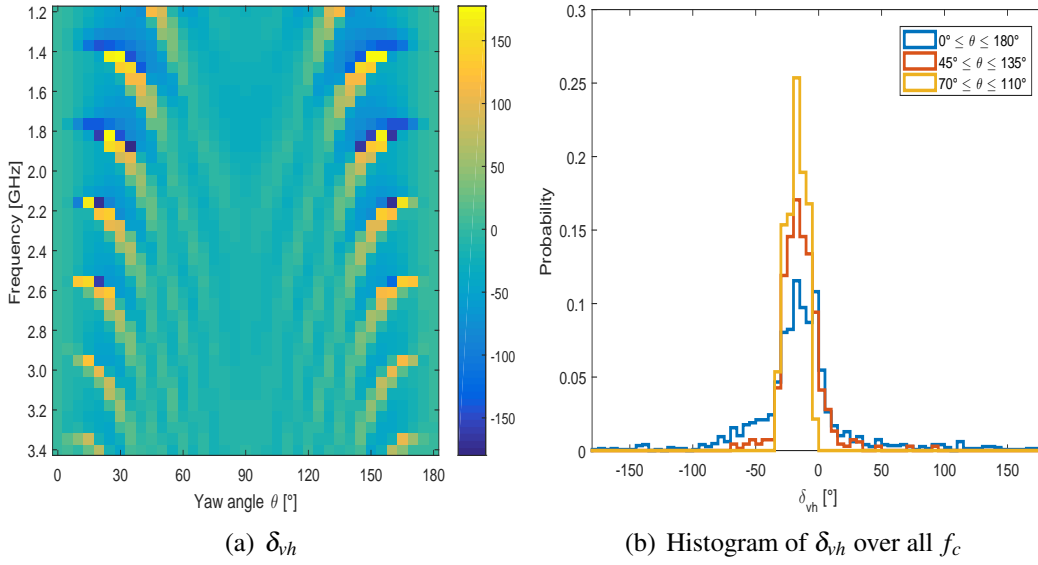 1.2
1.4
1.6
1.8
2.0
2.2
2.4
2.6
2.8
3.0
3.2
3.4
Frequency [GHz]
0 30 60 90 120 150 180
Yaw angle θ [°]
150
100
50
0
-50
-100
-150
(a) δvh
0.3
0.25
0.2
0.15
0.1
0.05
0
Probability
-150 -100 -50 0 50 100 150
δvh [°]
0° ≤ θ ≤ 180°
45° ≤ θ ≤ 135°
70° ≤ θ ≤ 110°
(b) Histogram of δvh over all fc